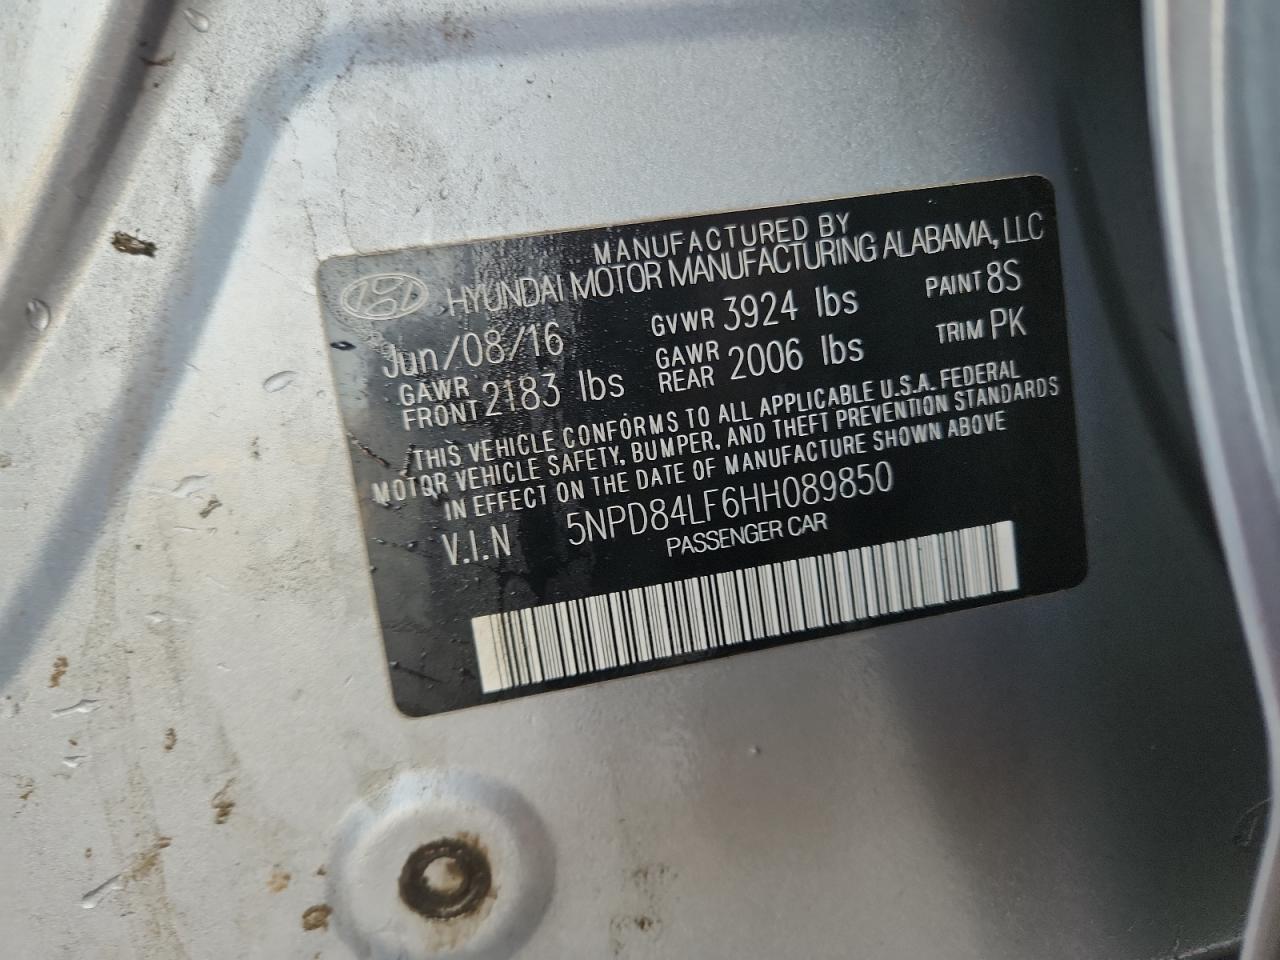 MANUFACTURED BY
HYUNDAI MOTOR MANUFACTURING ALABAMA, LLC
Jun/08/16 GVWR 3924 lbs PAINT 8S
GAWR FRONT 2183 lbs GAWR REAR 2006 lbs TRIM PK
THIS VEHICLE CONFORMS TO ALL APPLICABLE U.S.A. FEDERAL
MOTOR VEHICLE SAFETY, BUMPER, AND THEFT PREVENTION STANDARDS
IN EFFECT ON THE DATE OF MANUFACTURE SHOWN ABOVE
V.I.N 5NPD84LF6HH089850
PASSENGER CAR